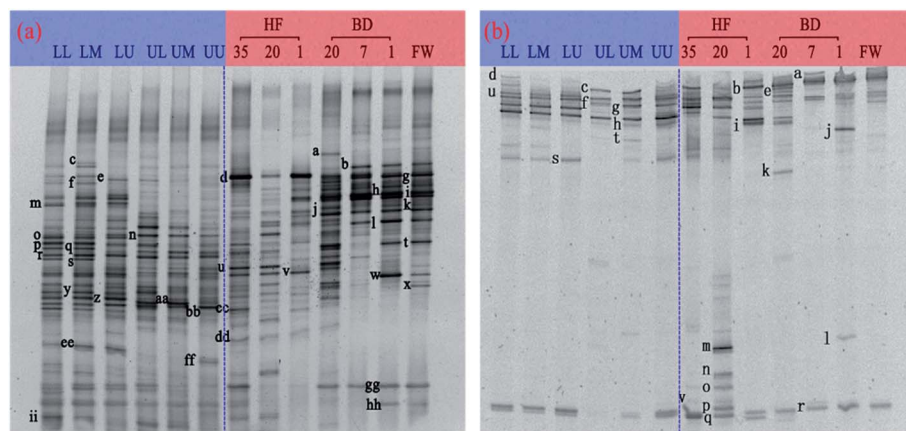 (a) HF BD
LL LM LU UL UM UU 35 20 1 20 7 1 FW
a
c b
f e d g
m h i
j k
n l
o
p q t
r s
u v w
x
y z aa bb cc
dd
ee
ff
gg
hh
ii
(b) HF BD
LL LM LU UL UM UU 35 20 1 20 7 1 FW
d a
u c b e
f g
h i j
t
s
k
l
m
n
o
v
p r
q